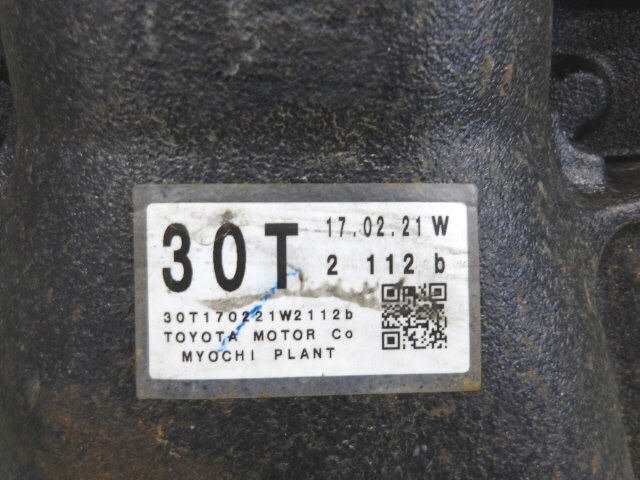 30T 17.02.21 W
2 112 b
30T170221W2112b
TOYOTA MOTOR Co
MYOCHI PLANT